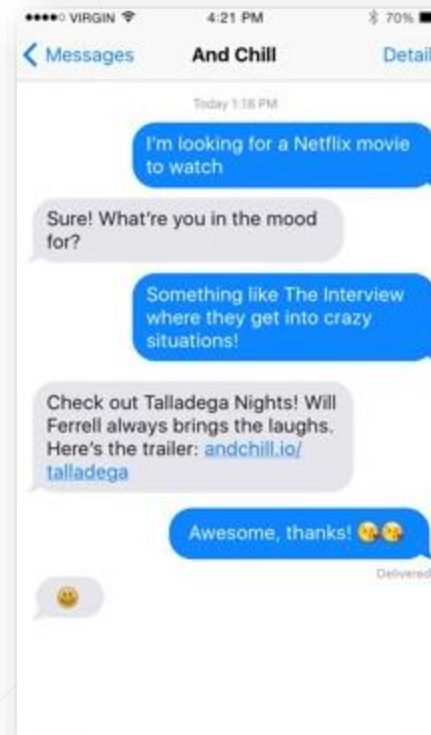 VIRGIN 4:21 PM 70%
Messages And Chill Detail
Today 1:18 PM
I'm looking for a Netflix movie
to watch
Sure! What're you in the mood
for?
Something like The Interview
where they get into crazy
situations!
Check out Talladega Nights! Will
Ferrell always brings the laughs.
Here's the trailer: andchill.io/
talladega
Awesome, thanks! 😘😘
Delivered
😀